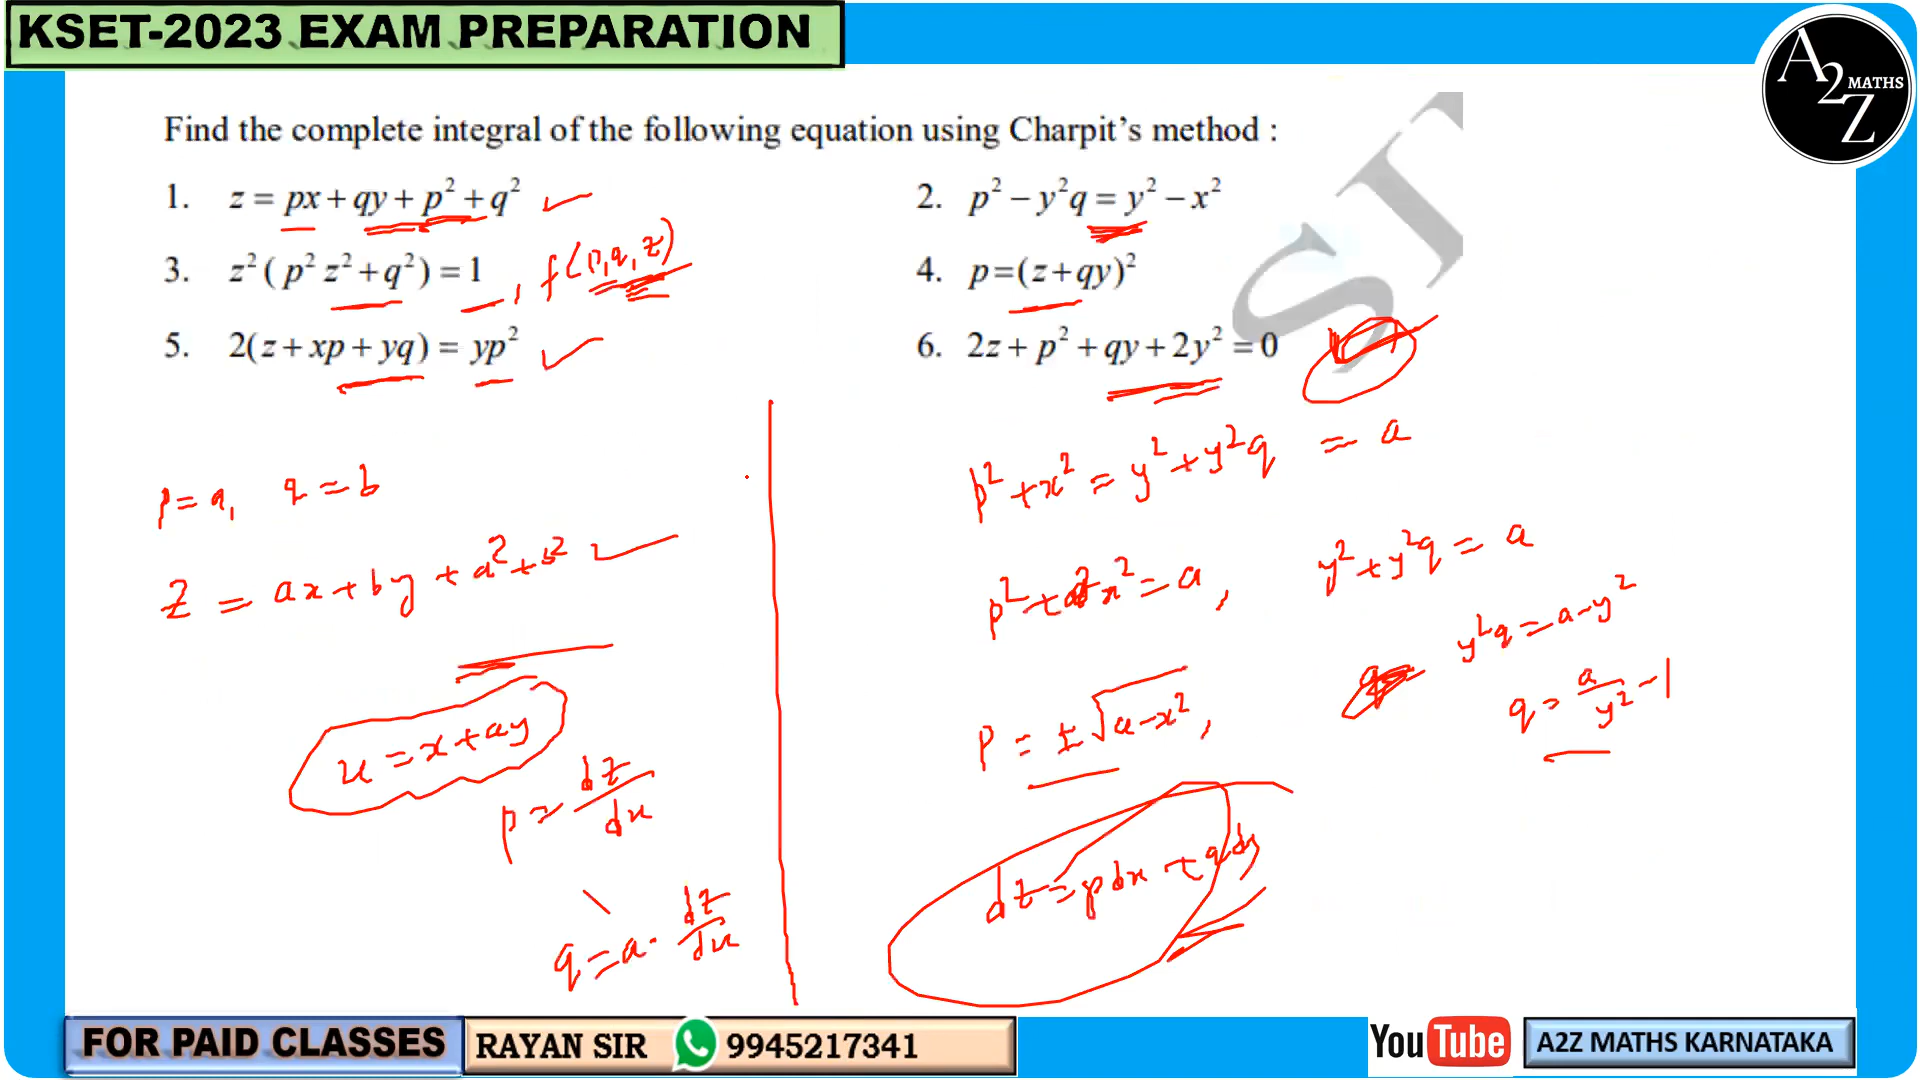 KSET-2023 EXAM PREPARATION
A2Z MATHS
Find the complete integral of the following equation using Charpit's method :
1. z = px + qy + p² + q²
2. p² − y²q = y² − x²
3. z² ( p² z² + q² ) = 1 , f(p, q, z)
4. p=(z+qy)²
5. 2(z + xp + yq) = yp²
6. 2z + p² + qy + 2y² = 0
p = a, q = b
z = ax + by + a² + b²
u = x + ay
p = dz/du
q = a · dz/du
p² + x² = y² + y²q = a
p² + x² = a, y² + y²q = a
y²q = a − y²
p = ± √(a − x²), q = a/y² − 1
dz = pdx + qdy
FOR PAID CLASSES
RAYAN SIR 9945217341
YouTube
A2Z MATHS KARNATAKA